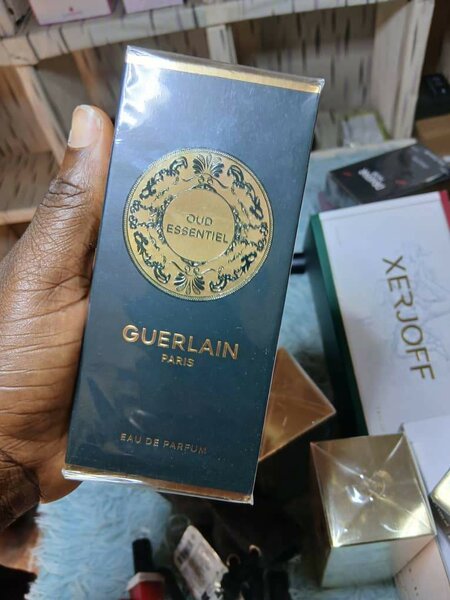 OUD
ESSENTIEL
GUERLAIN
PARIS
EAU DE PARFUM
XERJOFF